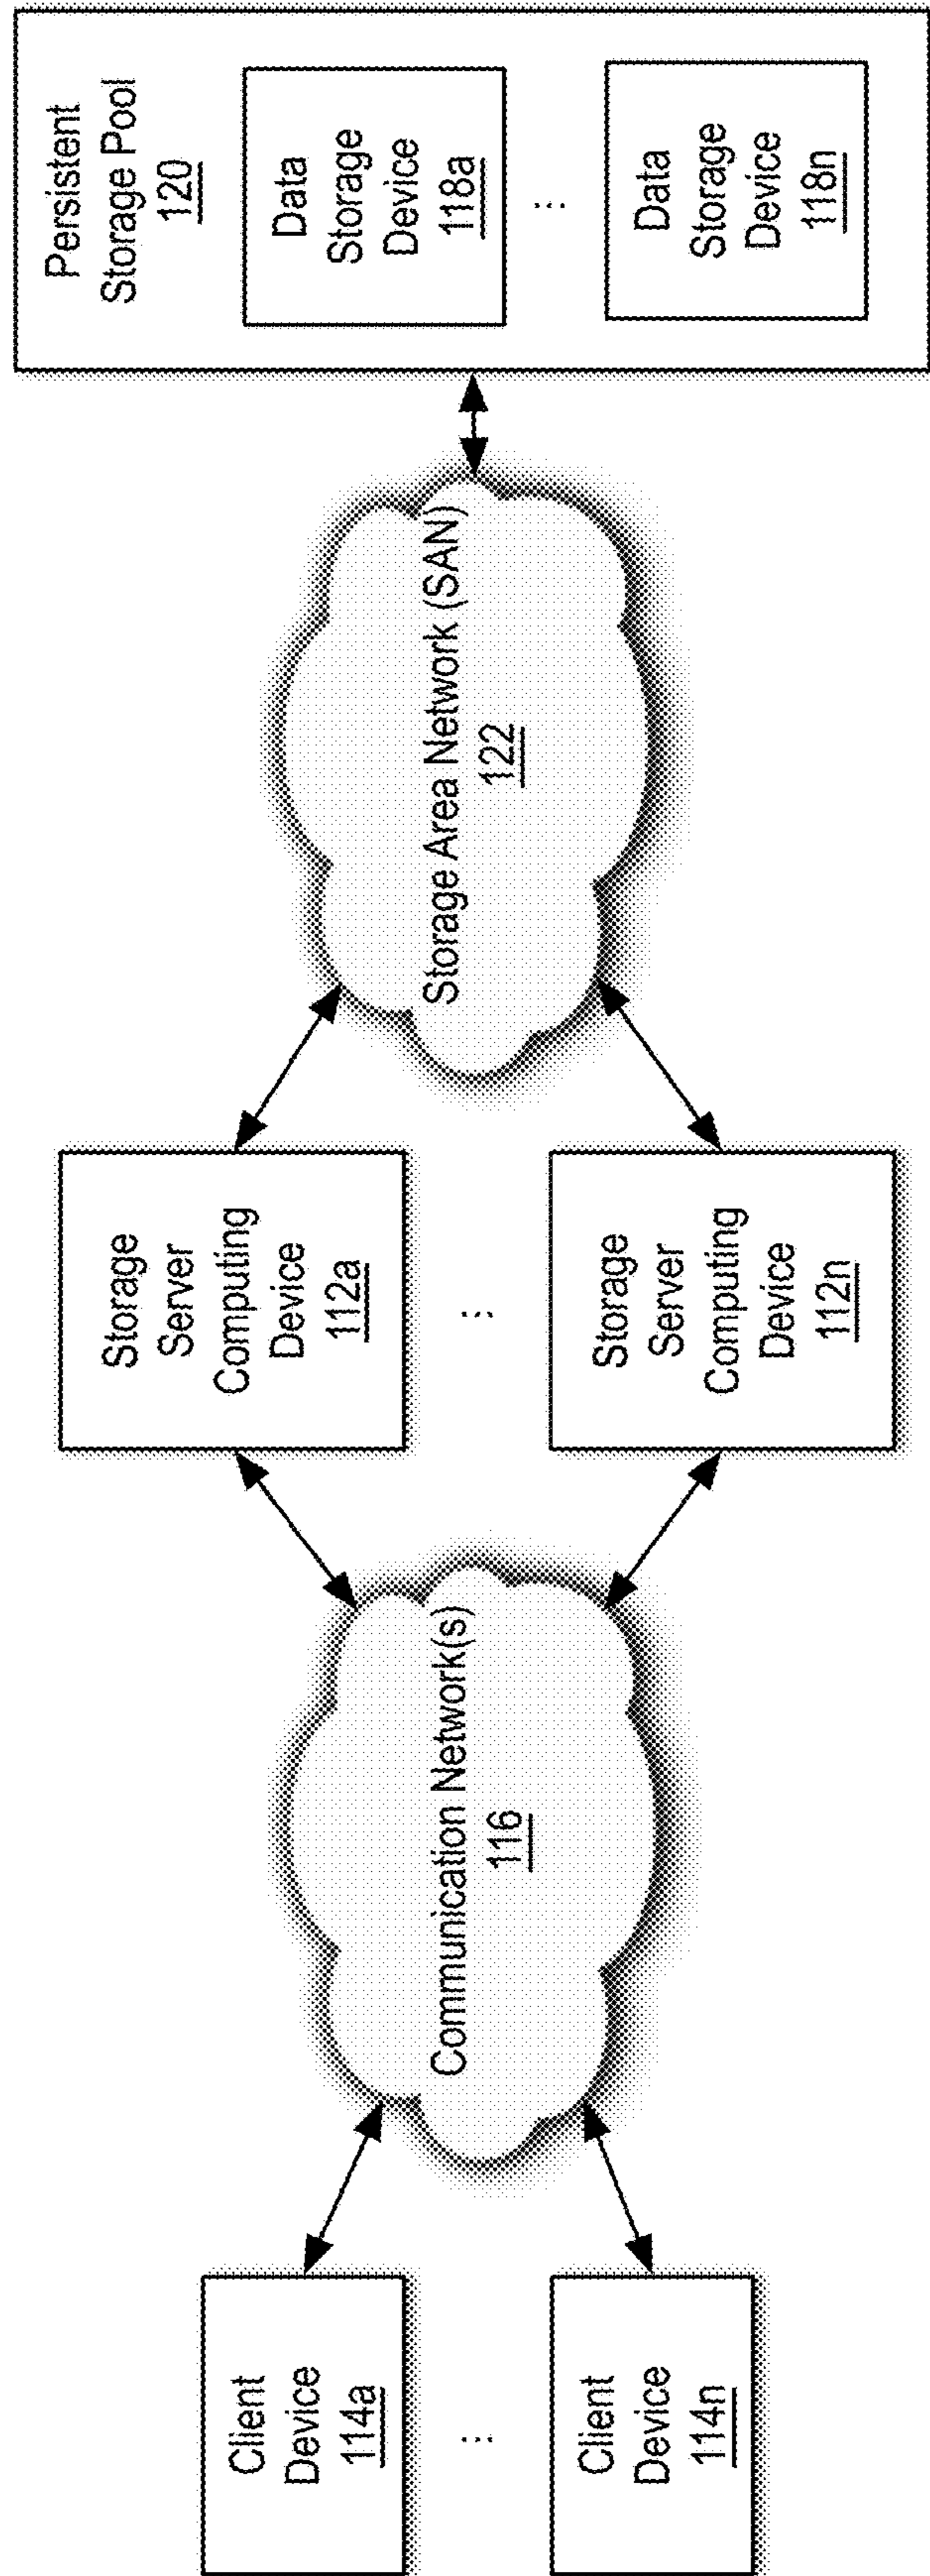 Client
Device
114a
⋮
Client
Device
114n
Communication Network(s)
116
Storage
Server
Computing
Device
112a
⋮
Storage
Server
Computing
Device
112n
Storage Area Network (SAN)
122
Persistent
Storage Pool
120
Data
Storage
Device
118a
⋮
Data
Storage
Device
118n